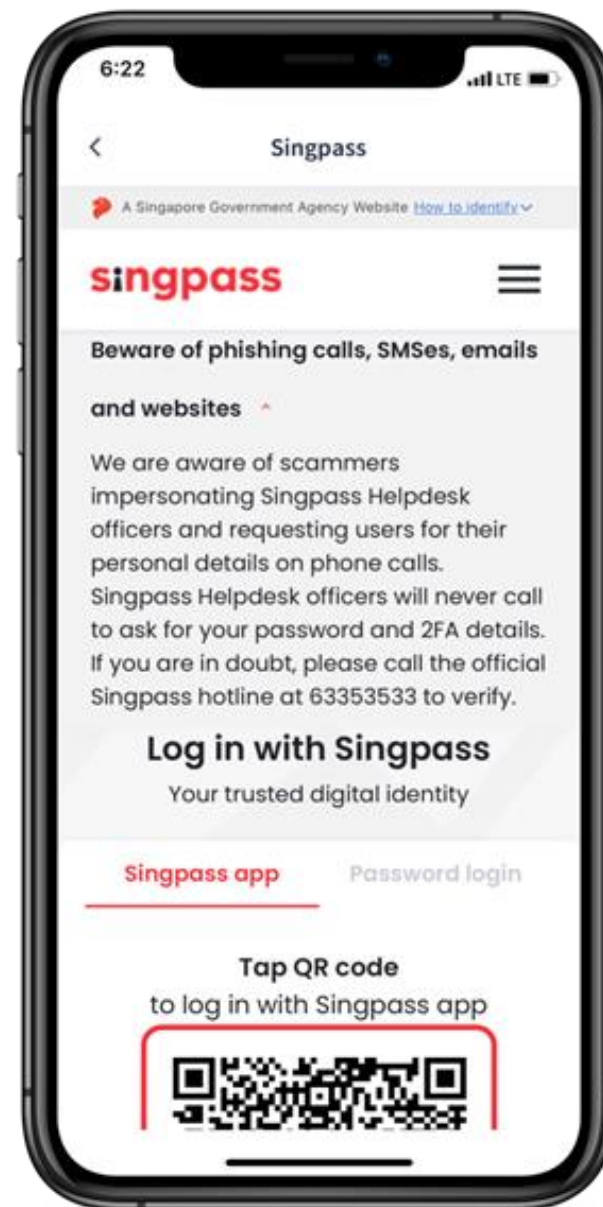 6:22
LTE
Singpass
A Singapore Government Agency Website How to identify
singpass
Beware of phishing calls, SMSes, emails
and websites
We are aware of scammers
impersonating Singpass Helpdesk
officers and requesting users for their
personal details on phone calls.
Singpass Helpdesk officers will never call
to ask for your password and 2FA details.
If you are in doubt, please call the official
Singpass hotline at 63353533 to verify.
Log in with Singpass
Your trusted digital identity
Singpass app Password login
Tap QR code
to log in with Singpass app